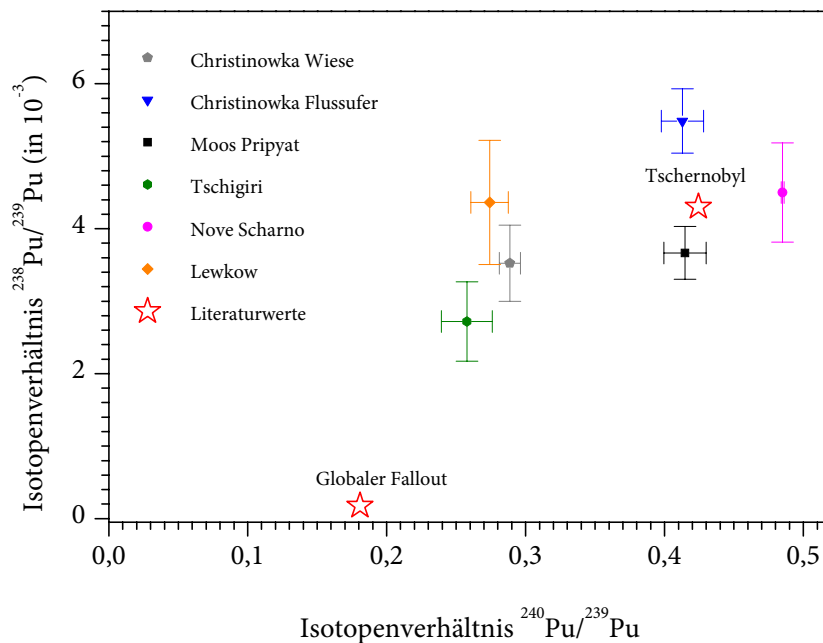 Isotopenverhältnis ²³⁸Pu/²³⁹Pu (in 10⁻³)
6
4
2
0
Christinowka Wiese
Christinowka Flussufer
Moos Pripyat
Tschigiri
Nove Scharno
Lewkow
Literaturwerte
Tschernobyl
Globaler Fallout
0,0 0,1 0,2 0,3 0,4 0,5
Isotopenverhältnis ²⁴⁰Pu/²³⁹Pu